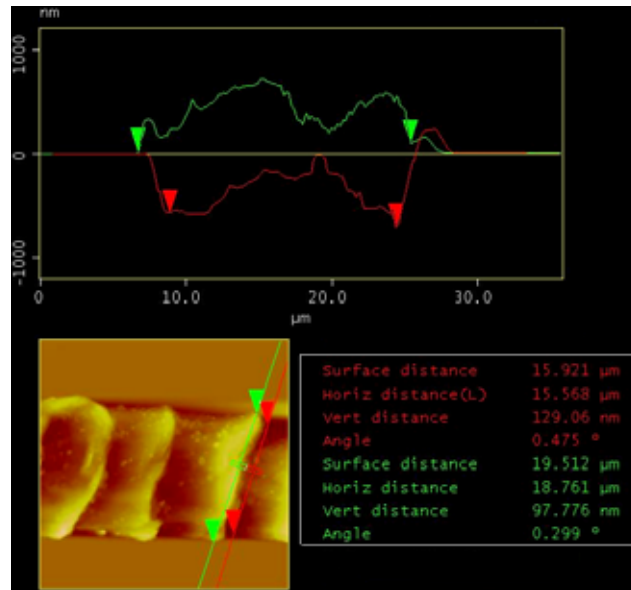 nm
1000
0
-1000
0 10.0 20.0 30.0
µm
Surface distance 15.921 µm
Horiz distance(L) 15.568 µm
Vert distance 129.06 nm
Angle 0.475 °
Surface distance 19.512 µm
Horiz distance 18.761 µm
Vert distance 97.776 nm
Angle 0.299 °